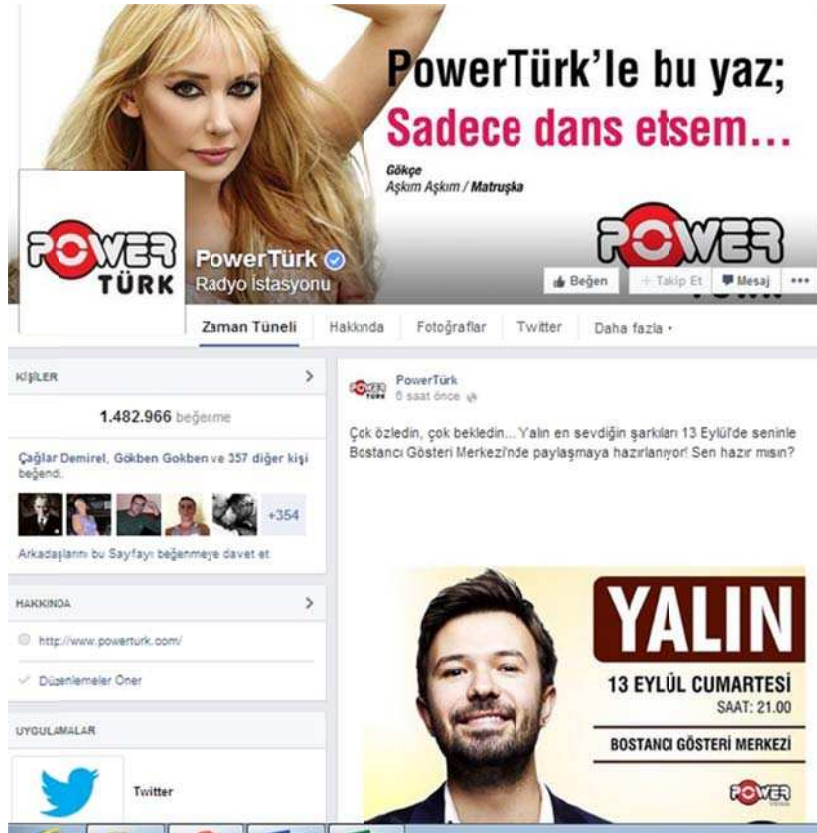 PowerTürk'le bu yaz;
Sadece dans etsem...
Gökçe
Aşkım Aşkım / Matruşka
POWER
TÜRK
POWER
PowerTürk
Radyo İstasyonu
Beğen
+ Takip Et
Mesaj
Zaman Tüneli
Hakkında
Fotoğraflar
Twitter
Daha fazla
KİŞİLER
1.482.966 beğenme
Çağlar Demirel, Gökben Gokben ve 357 diğer kişi
beğendi.
+354
Arkadaşlarını bu Sayfayı beğenmeye davet et
HAKKINDA
http://www.powerturk.com/
Düzenlemeler Öner
UYGULAMALAR
Twitter
POWER
TÜRK
PowerTürk
6 saat önce
Çok özledin, çok bekledin... Yalın en sevdiğin şarkıları 13 Eylül'de seninle
Bostancı Gösteri Merkezi'nde paylaşmaya hazırlanıyor! Sen hazır mısın?
YALIN
13 EYLÜL CUMARTESİ
SAAT: 21.00
BOSTANCI GÖSTERİ MERKEZİ
POWER